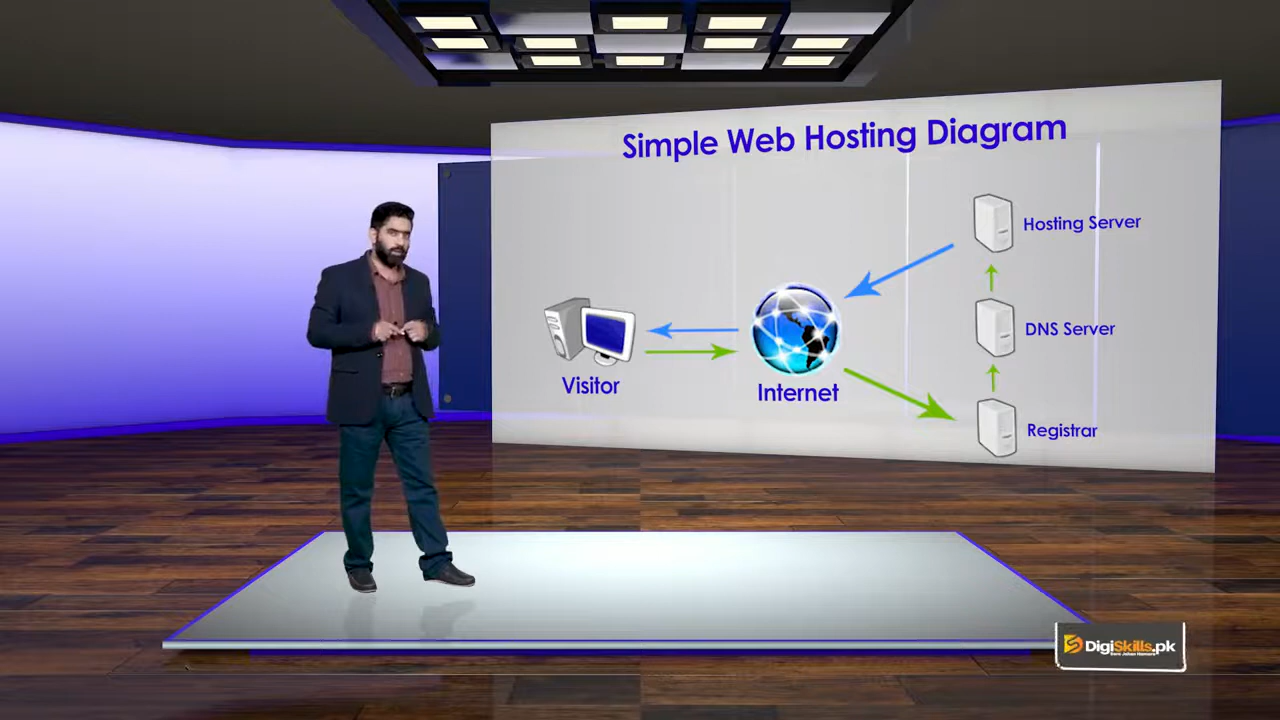 Simple Web Hosting Diagram
Hosting Server
DNS Server
Visitor
Internet
Registrar
DigiSkills.pk